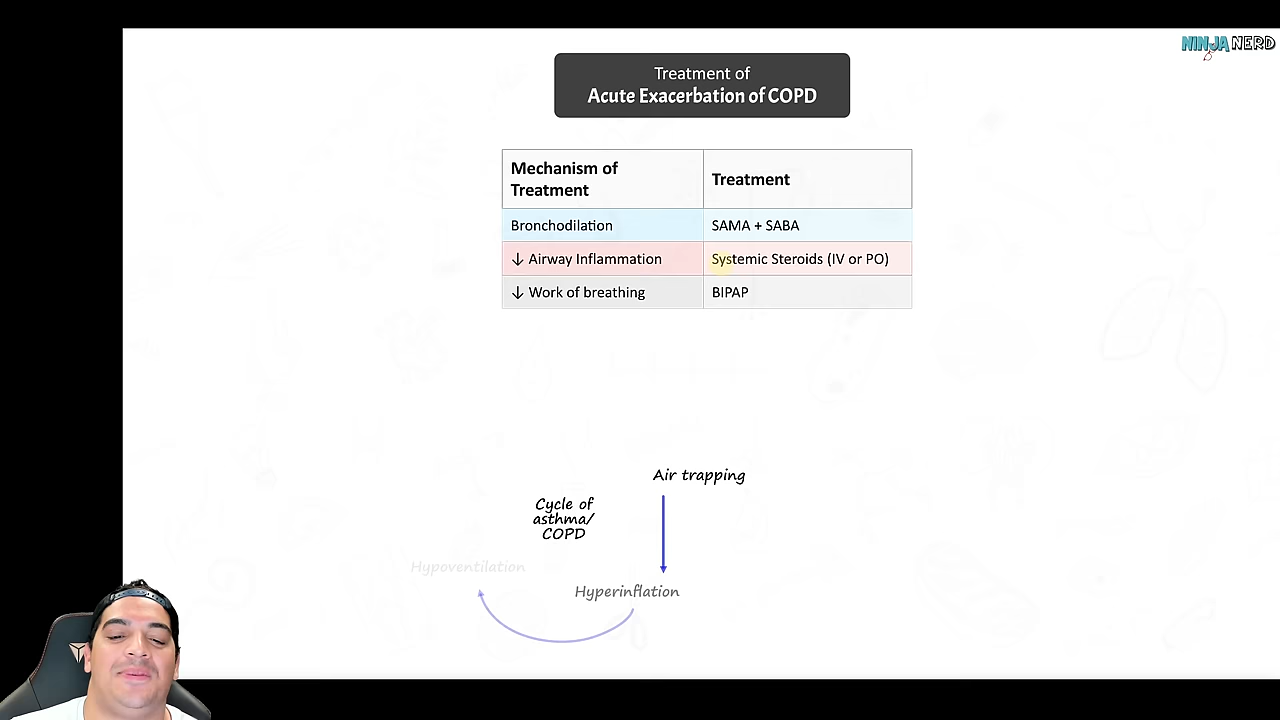 NINJA NERD
Treatment of
Acute Exacerbation of COPD
Mechanism of
Treatment
Treatment
Bronchodilation
SAMA + SABA
↓ Airway Inflammation
Systemic Steroids (IV or PO)
↓ Work of breathing
BIPAP
Air trapping
Cycle of
asthma/
COPD
Hypoventilation
Hyperinflation